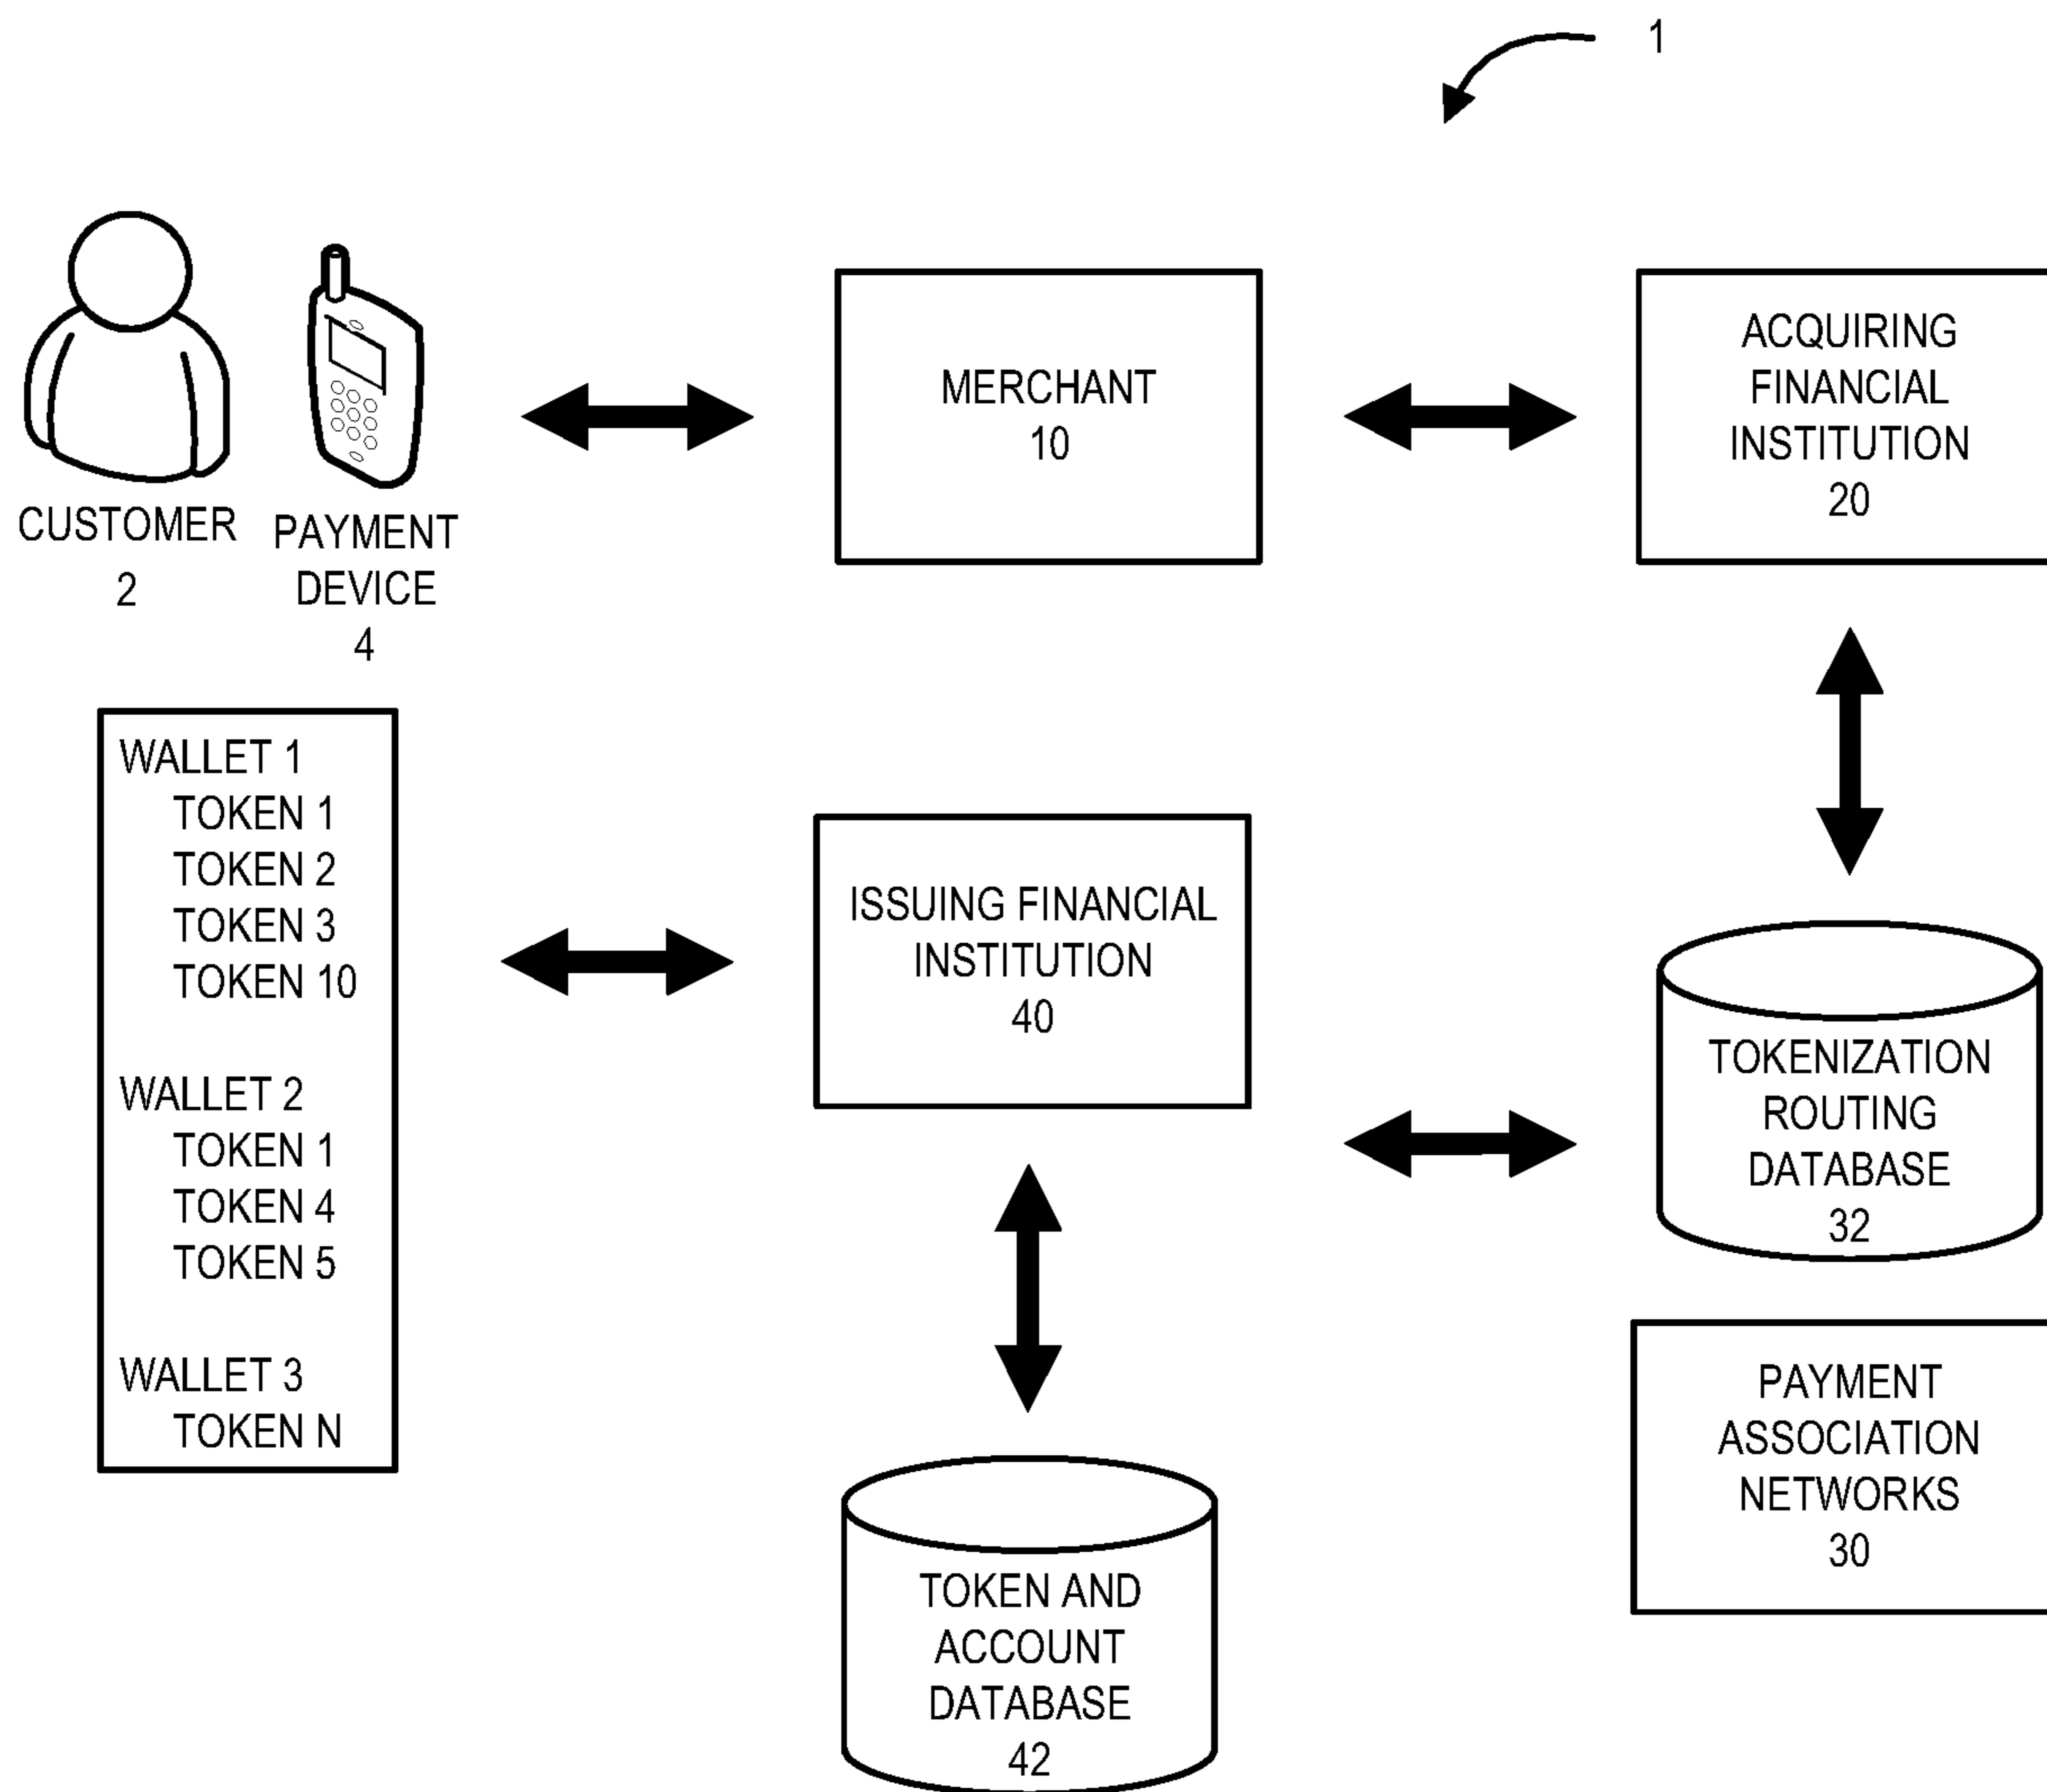 1
CUSTOMER
2
PAYMENT
DEVICE
4
MERCHANT
10
ACQUIRING
FINANCIAL
INSTITUTION
20
WALLET 1
TOKEN 1
TOKEN 2
TOKEN 3
TOKEN 10
WALLET 2
TOKEN 1
TOKEN 4
TOKEN 5
WALLET 3
TOKEN N
ISSUING FINANCIAL
INSTITUTION
40
TOKENIZATION
ROUTING
DATABASE
32
PAYMENT
ASSOCIATION
NETWORKS
30
TOKEN AND
ACCOUNT
DATABASE
42